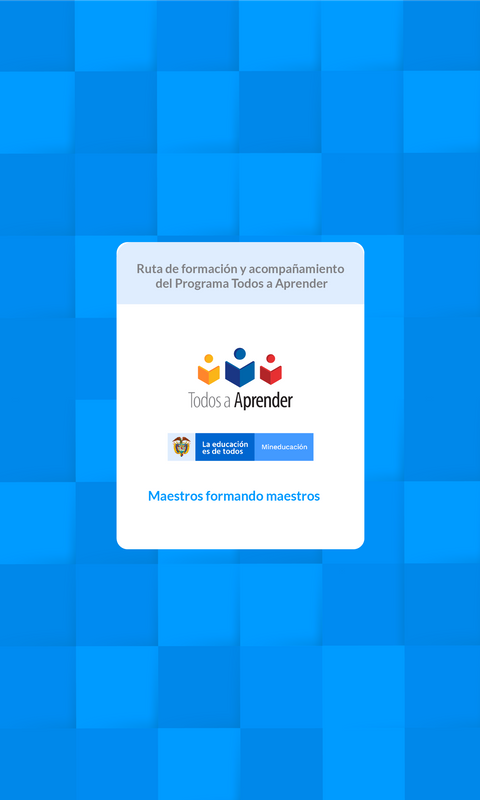 Ruta de formación y acompañamiento
del Programa Todos a Aprender
Todos a Aprender
La educación
es de todos
Mineducación
Maestros formando maestros